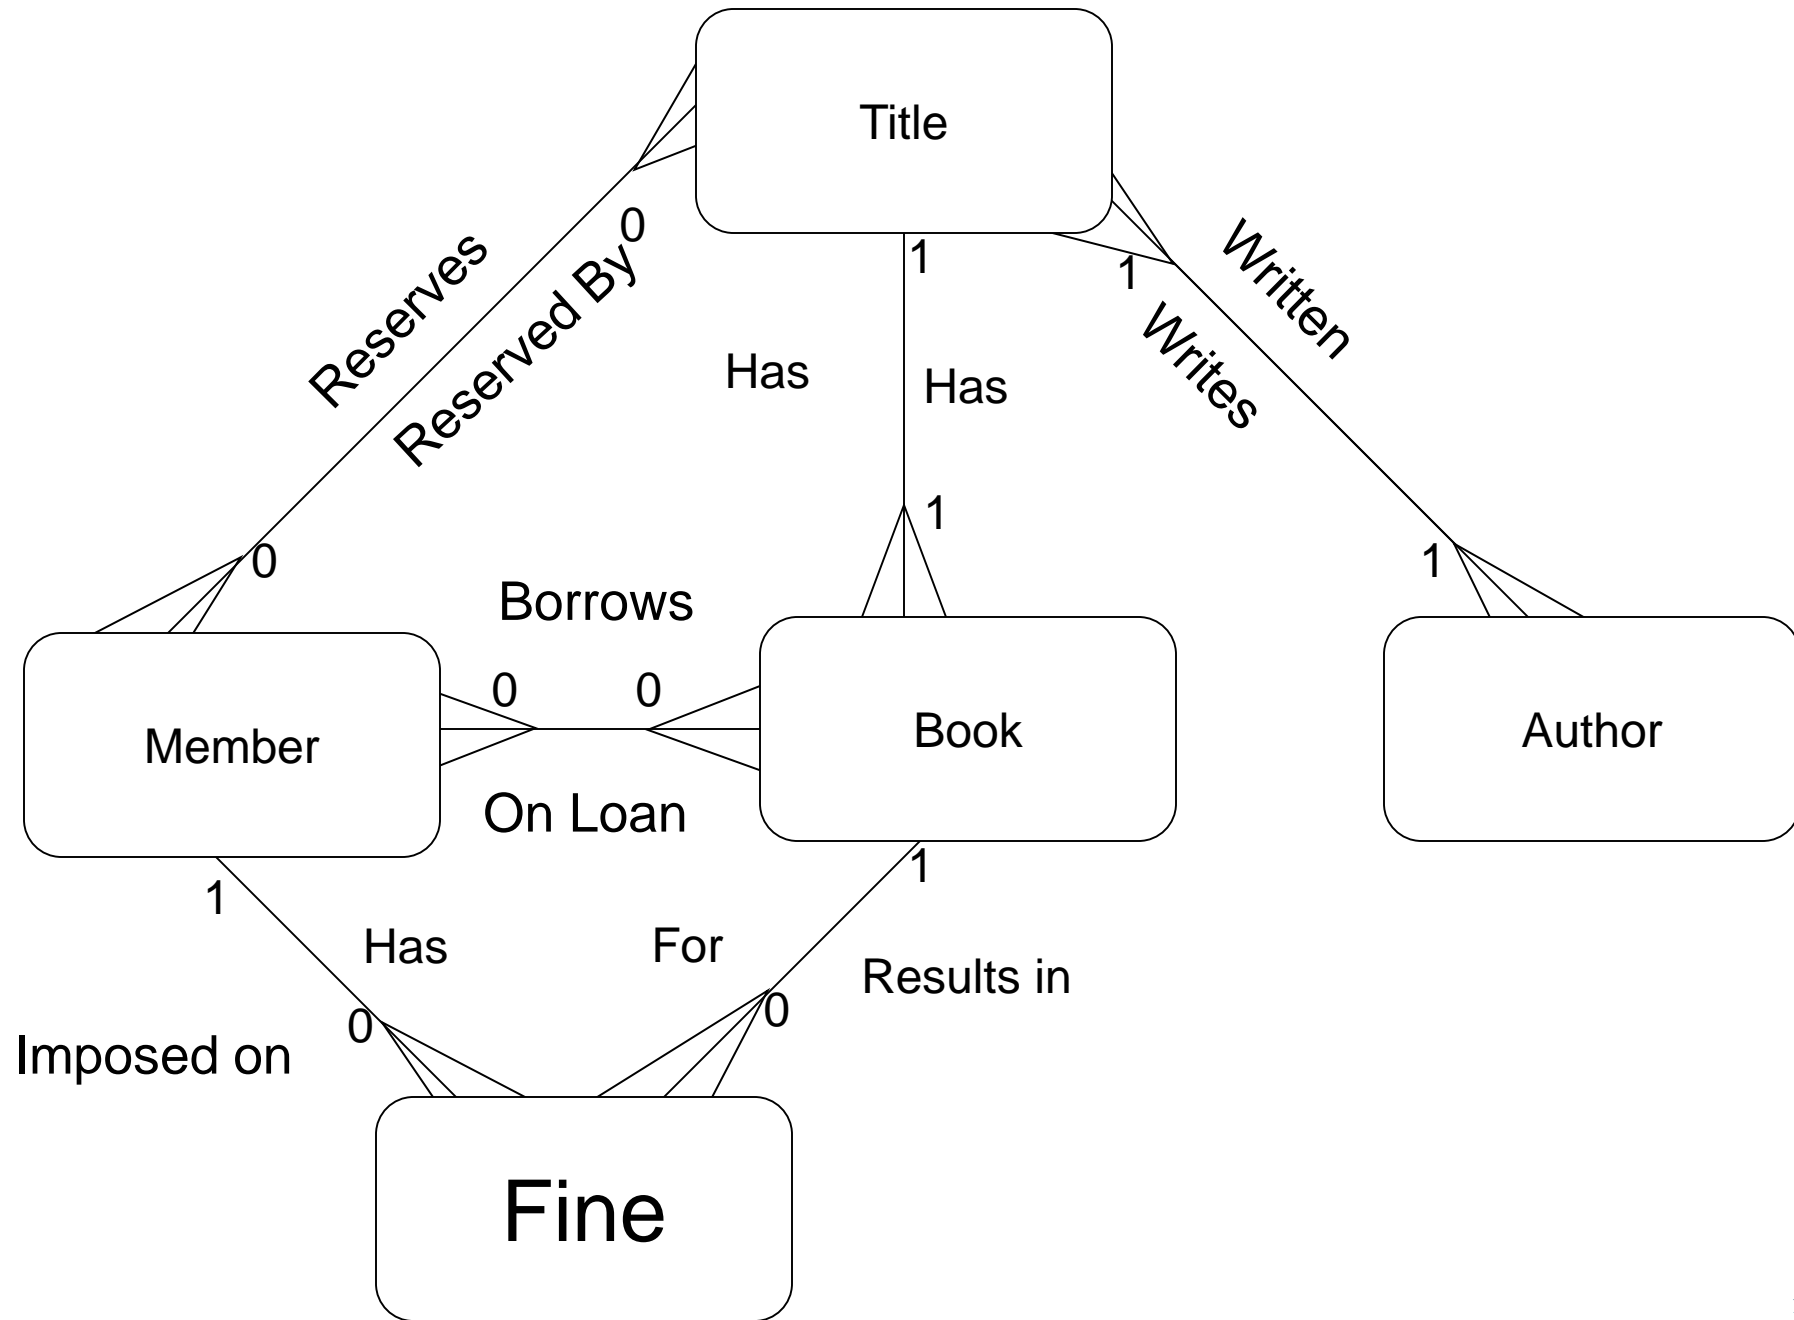 Title
0
1
1
Reserves
Reserved By
Written
Writes
Has
Has
1
0
1
Borrows
0
0
Member
Book
Author
On Loan
1
1
Has
For
Results in
0
0
Imposed on
Fine